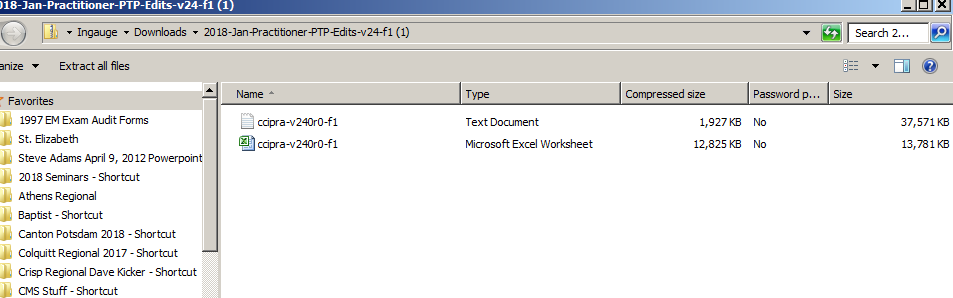 018-Jan-Practitioner-PTP-Edits-v24-f1 (1)
Ingauge Downloads 2018-Jan-Practitioner-PTP-Edits-v24-f1 (1) Search 2...
anize Extract all files
Favorites
1997 EM Exam Audit Forms
St. Elizabeth
Steve Adams April 9, 2012 Powerpoint
2018 Seminars - Shortcut
Athens Regional
Baptist - Shortcut
Canton Potsdam 2018 - Shortcut
Colquitt Regional 2017 - Shortcut
Crisp Regional Dave Kicker - Shortcut
CMS Stuff - Shortcut
Name Type Compressed size Password p... Size
ccipra-v240r0-f1 Text Document 1,927 KB No 37,571 KB
ccipra-v240r0-f1 Microsoft Excel Worksheet 12,825 KB No 13,781 KB